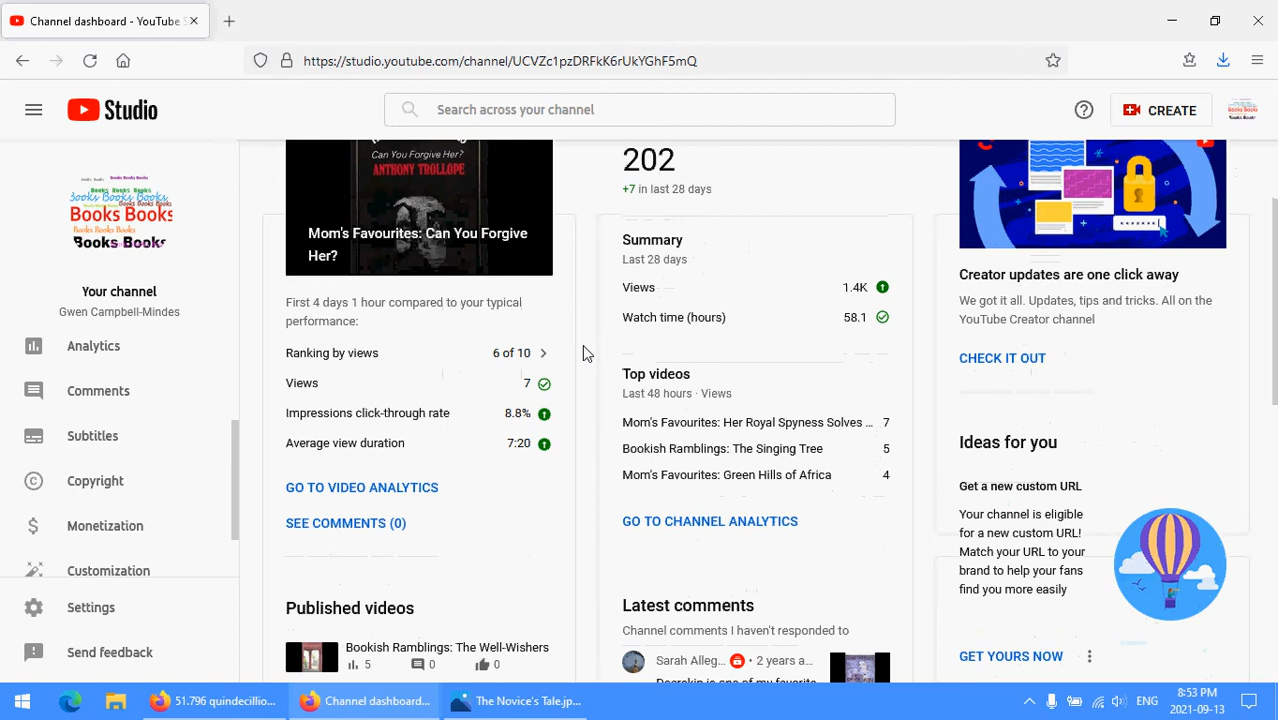 Channel dashboard - YouTube S
https://studio.youtube.com/channel/UCVZc1pzDRFkK6rUkYGhF5mQ
Studio
Search across your channel
CREATE
Books Books Books
Books Books
Books Books
Books Books
Books Books
Your channel
Gwen Campbell-Mindes
Analytics
Comments
Subtitles
Copyright
Monetization
Customization
Settings
Send feedback
Can You Forgive Her?
ANTHONY TROLLOPE
Mom's Favourites: Can You Forgive
Her?
First 4 days 1 hour compared to your typical
performance:
Ranking by views 6 of 10
Views 7
Impressions click-through rate 8.8%
Average view duration 7:20
GO TO VIDEO ANALYTICS
SEE COMMENTS (0)
Published videos
Bookish Ramblings: The Well-Wishers
5 0 0
202
+7 in last 28 days
Summary
Last 28 days
Views 1.4K
Watch time (hours) 58.1
Top videos
Last 48 hours · Views
Mom's Favourites: Her Royal Spyness Solves ... 7
Bookish Ramblings: The Singing Tree 5
Mom's Favourites: Green Hills of Africa 4
GO TO CHANNEL ANALYTICS
Latest comments
Channel comments I haven't responded to
Sarah Alleg... • 2 years a...
Creator updates are one click away
We got it all. Updates, tips and tricks. All on the
YouTube Creator channel
CHECK IT OUT
Ideas for you
Get a new custom URL
Your channel is eligible
for a new custom URL!
Match your URL to your
brand to help your fans
find you more easily
GET YOURS NOW
51.796 quindecillio...
Channel dashboard...
The Novice's Tale.jp...
ENG
8:53 PM
2021-09-13